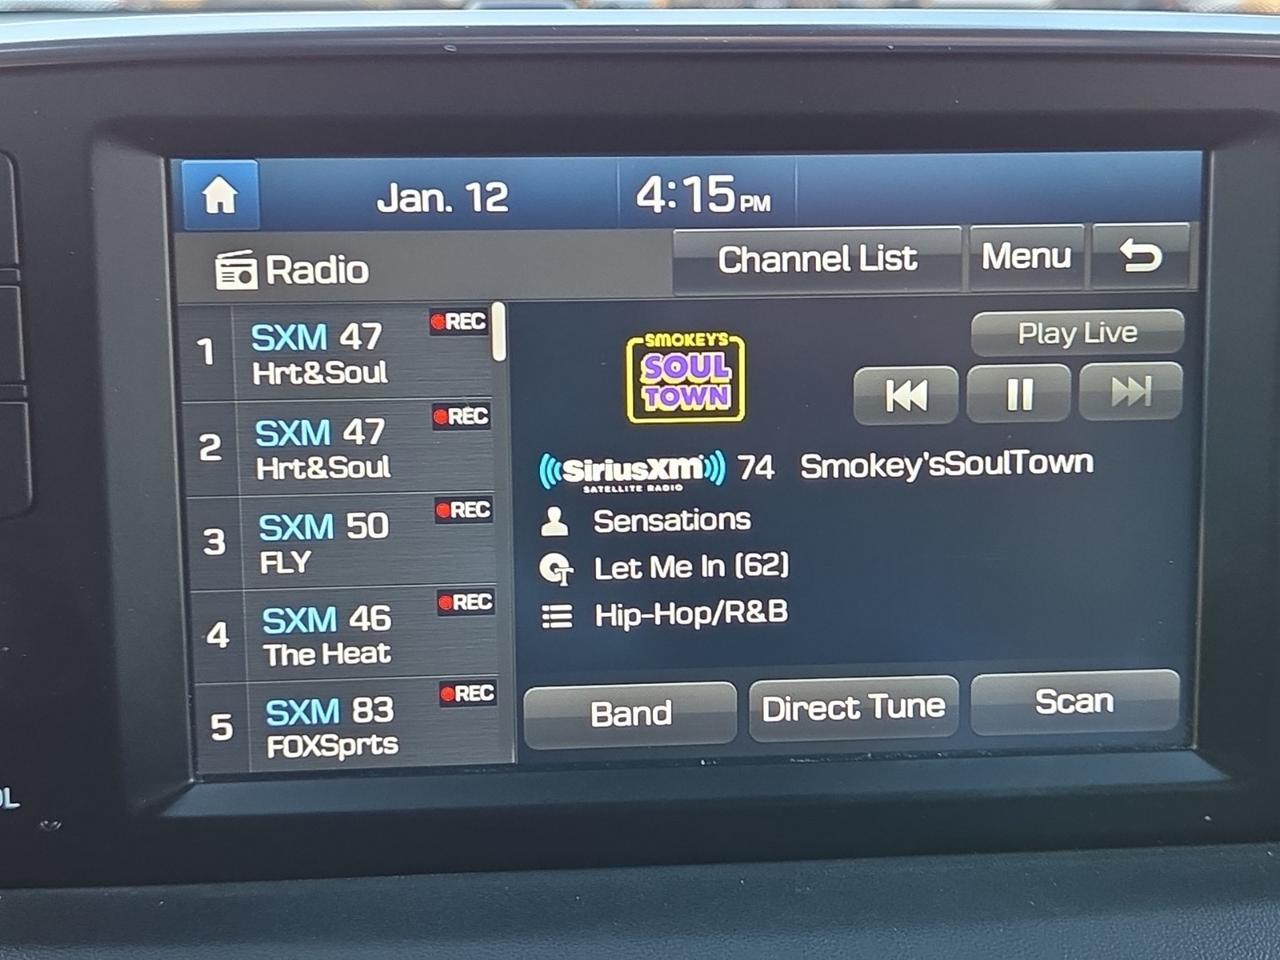 Jan. 12 4:15 PM
Radio Channel List Menu
1 SXM 47 REC
Hrt&Soul
2 SXM 47 REC
Hrt&Soul
3 SXM 50 REC
FLY
4 SXM 46 REC
The Heat
5 SXM 83 REC
FOXSprts
SMOKEY'S
SOUL
TOWN
Play Live
SiriusXM 74 Smokey'sSoulTown
SATELLITE RADIO
Sensations
Let Me In (62)
Hip-Hop/R&B
Band Direct Tune Scan
OL